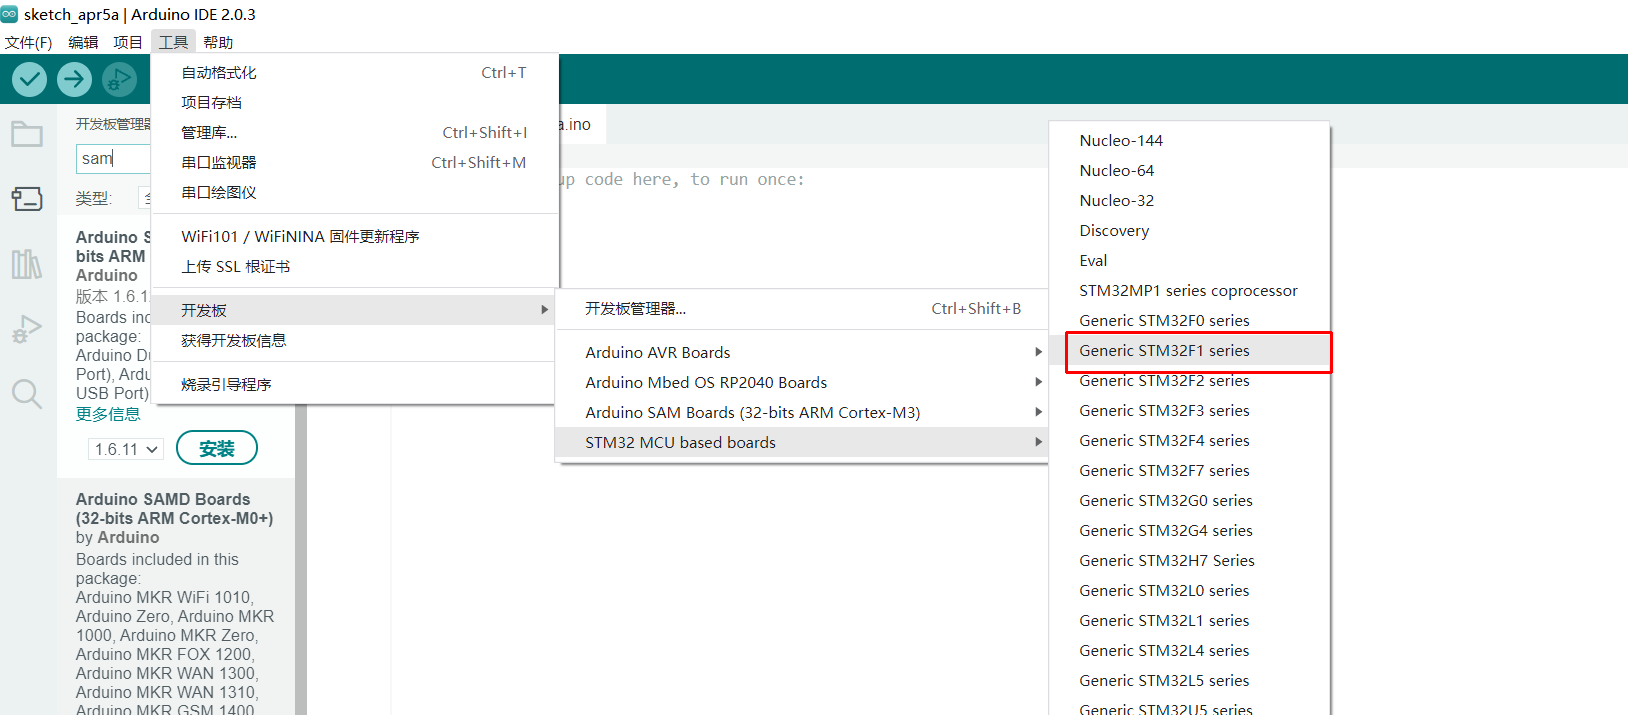 sketch_apr5a | Arduino IDE 2.0.3
文件(F) 编辑 项目 工具 帮助
自动格式化 Ctrl+T
项目存档
管理库... Ctrl+Shift+I
串口监视器 Ctrl+Shift+M
串口绘图仪
WiFi101 / WiFiNINA 固件更新程序
上传 SSL 根证书
开发板
获得开发板信息
烧录引导程序
开发板管理器
sam
类型:
Arduino S
bits ARM
Arduino
版本 1.6.1
Boards inc
package:
Arduino D
Port), Ard
USB Port)
更多信息
1.6.11 安装
Arduino SAMD Boards
(32-bits ARM Cortex-M0+)
by Arduino
Boards included in this
package:
Arduino MKR WiFi 1010,
Arduino Zero, Arduino MKR
1000, Arduino MKR Zero,
Arduino MKR FOX 1200,
Arduino MKR WAN 1300,
Arduino MKR WAN 1310,
Arduino MKR GSM 1400
a.ino
up code here, to run once:
开发板管理器... Ctrl+Shift+B
Arduino AVR Boards
Arduino Mbed OS RP2040 Boards
Arduino SAM Boards (32-bits ARM Cortex-M3)
STM32 MCU based boards
Nucleo-144
Nucleo-64
Nucleo-32
Discovery
Eval
STM32MP1 series coprocessor
Generic STM32F0 series
Generic STM32F1 series
Generic STM32F2 series
Generic STM32F3 series
Generic STM32F4 series
Generic STM32F7 series
Generic STM32G0 series
Generic STM32G4 series
Generic STM32H7 Series
Generic STM32L0 series
Generic STM32L1 series
Generic STM32L4 series
Generic STM32L5 series
Generic STM32U5 series